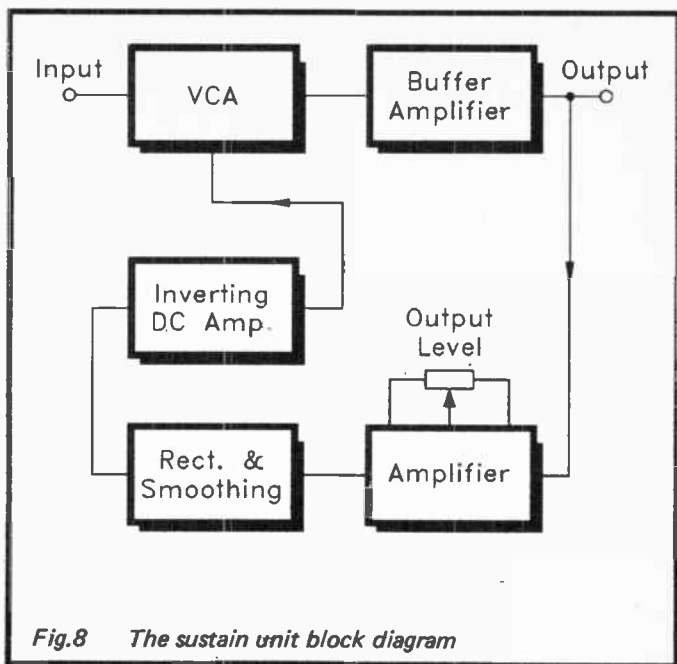 Input
VCA
Buffer
Amplifier
Output
Inverting
DC Amp.
Output
Level
Rect. &
Smoothing
Amplifier
Fig.8 The sustain unit block diagram